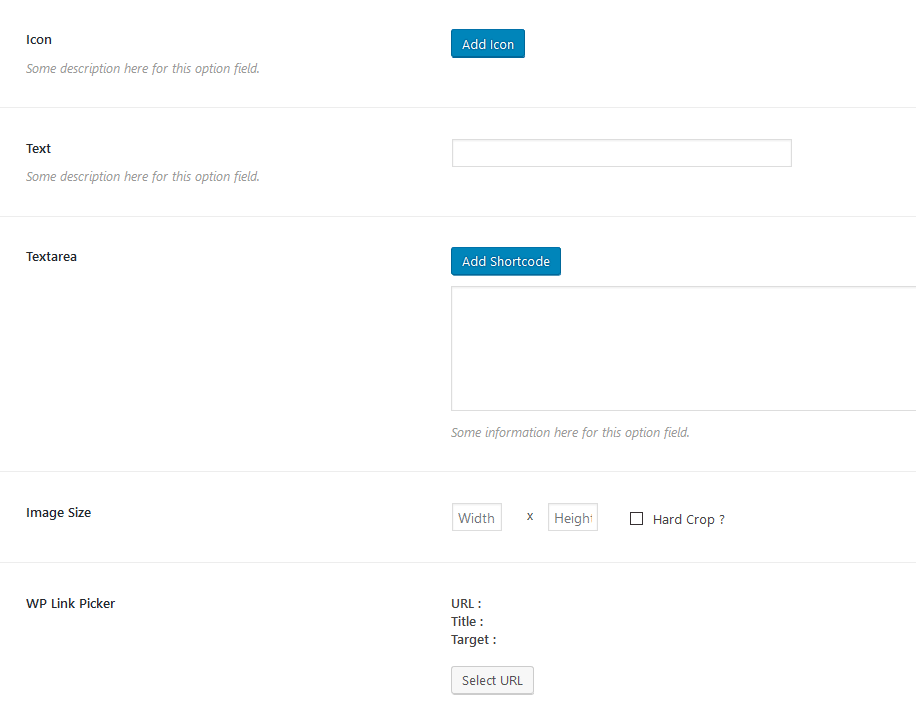 Icon
Add Icon
Some description here for this option field.
Text
Some description here for this option field.
Textarea
Add Shortcode
Some information here for this option field.
Image Size
Width x Height Hard Crop ?
WP Link Picker
URL :
Title :
Target :
Select URL